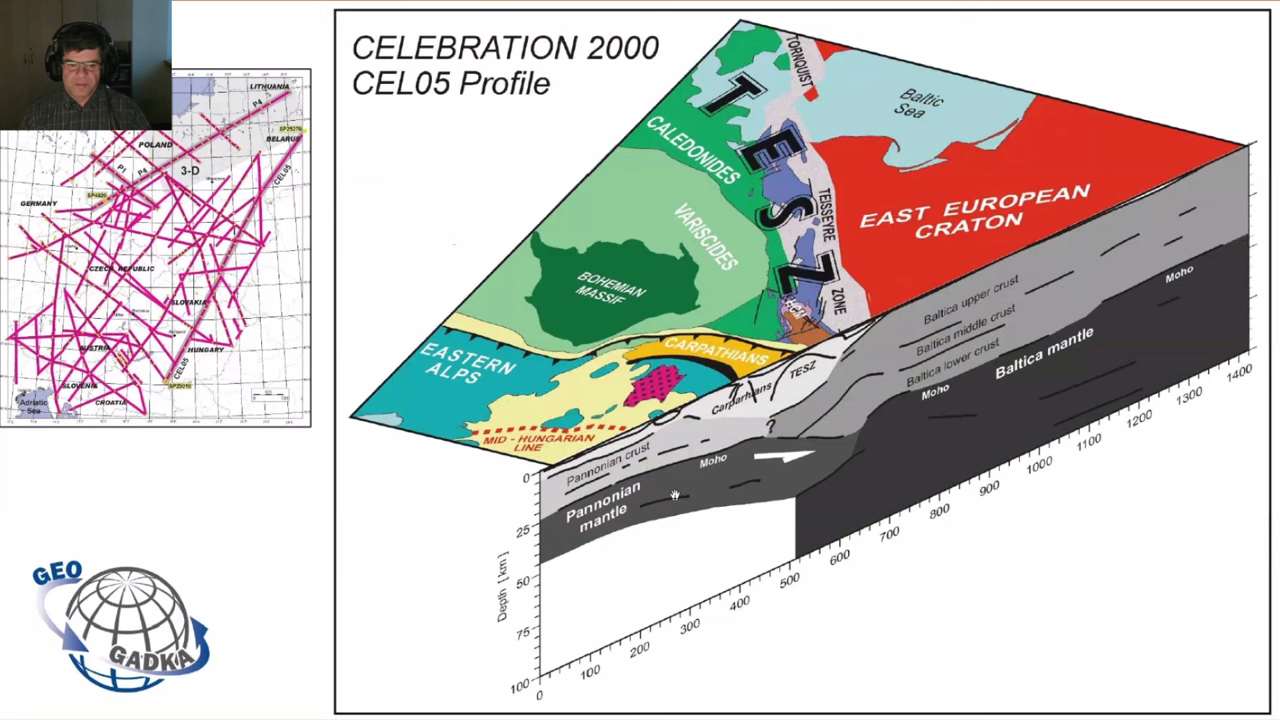 CELEBRATION 2000
CEL05 Profile
LITHUANIA
P4
BELARUS
POLAND
3-D
P1
P4
CEL05
GERMANY
CZECH REPUBLIC
SLOVAKIA
AUSTRIA
HUNGARY
CEL05
SLOVENIA
CROATIA
Adriatic
Sea
TORNQUIST
Baltic
Sea
T
E
S
Z
CALEDONIDES
TEISSEYRE
ZONE
EAST EUROPEAN
CRATON
VARISCIDES
BOHEMIAN
MASSIF
EASTERN
ALPS
CARPATHIANS
MID - HUNGARIAN
LINE
Carpathians
TESZ
Baltica upper crust
Baltica middle crust
Baltica lower crust
Moho
Moho
Baltica mantle
?
Pannonian crust
Moho
Pannonian
mantle
Depth [km]
0
25
50
75
100
0
100
200
300
400
500
600
700
800
900
1000
1100
1200
1300
1400
GEO
GADKA